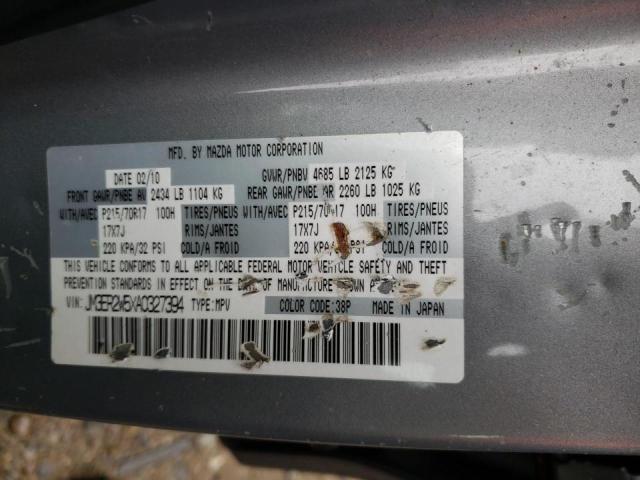 MFD. BY MAZDA MOTOR CORPORATION
DATE 02/10 GVWR/PNBV 4685 LB 2125 KG
FRONT GAWR/PNBE AV 2434 LB 1104 KG REAR GAWR/PNBE AR 2260 LB 1025 KG
WITH/AVEC P215/70R17 100H TIRES/PNEUS WITH/AVEC P215/70R17 100H TIRES/PNEUS
17X7J RIMS/JANTES 17X7J RIMS/JANTES
220 KPA/32 PSI COLD/A FROID 220 KPA/ PSI COLD/A FROID
THIS VEHICLE CONFORMS TO ALL APPLICABLE FEDERAL MOTOR VEHICLE SAFETY AND THEFT
PREVENTION STANDARDS IN EFFECT ON THE DATE OF MANUFACTURE SHOWN ABOVE.
VIN: JM3ER2W5XA0327394 TYPE: MPV COLOR CODE: 38P MADE IN JAPAN